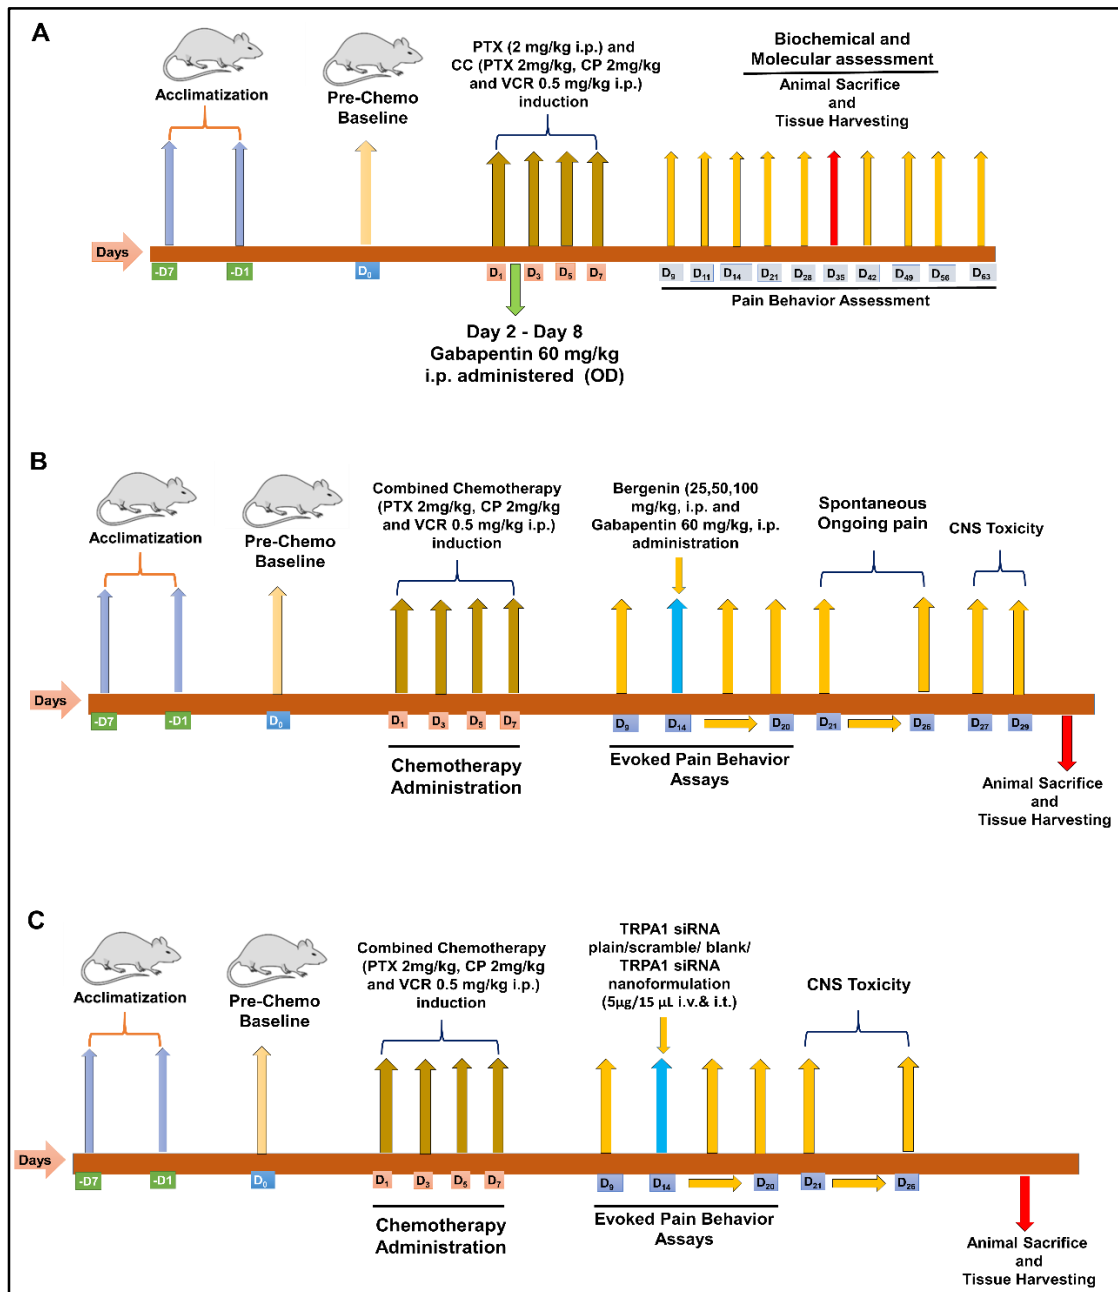 A
Acclimatization
Pre-Chemo
Baseline
PTX (2 mg/kg i.p.) and
CC (PTX 2mg/kg, CP 2mg/kg
and VCR 0.5 mg/kg i.p.)
induction
Biochemical and
Molecular assessment
Animal Sacrifice
and
Tissue Harvesting
Days
-D7
-D1
D0
D1
D3
D5
D7
D9
D11
D14
D21
D28
D35
D42
D49
D56
D63
Pain Behavior Assessment
Day 2 - Day 8
Gabapentin 60 mg/kg
i.p. administered (OD)
B
Acclimatization
Pre-Chemo
Baseline
Combined Chemotherapy
(PTX 2mg/kg, CP 2mg/kg
and VCR 0.5 mg/kg i.p.)
induction
Bergenin (25,50,100
mg/kg, i.p. and
Gabapentin 60 mg/kg, i.p.
administration
Spontaneous
Ongoing pain
CNS Toxicity
Days
-D7
-D1
D0
D1
D3
D5
D7
D9
D14
D20
D21
D26
D27
D29
Chemotherapy
Administration
Evoked Pain Behavior
Assays
Animal Sacrifice
and
Tissue Harvesting
C
Acclimatization
Pre-Chemo
Baseline
Combined Chemotherapy
(PTX 2mg/kg, CP 2mg/kg
and VCR 0.5 mg/kg i.p.)
induction
TRPA1 siRNA
plain/scramble/ blank/
TRPA1 siRNA
nanoformulation
(5µg/15 µL i.v.& i.t.)
CNS Toxicity
Days
-D7
-D1
D0
D1
D3
D5
D7
D9
D14
D20
D21
D26
Chemotherapy
Administration
Evoked Pain Behavior
Assays
Animal Sacrifice
and
Tissue Harvesting